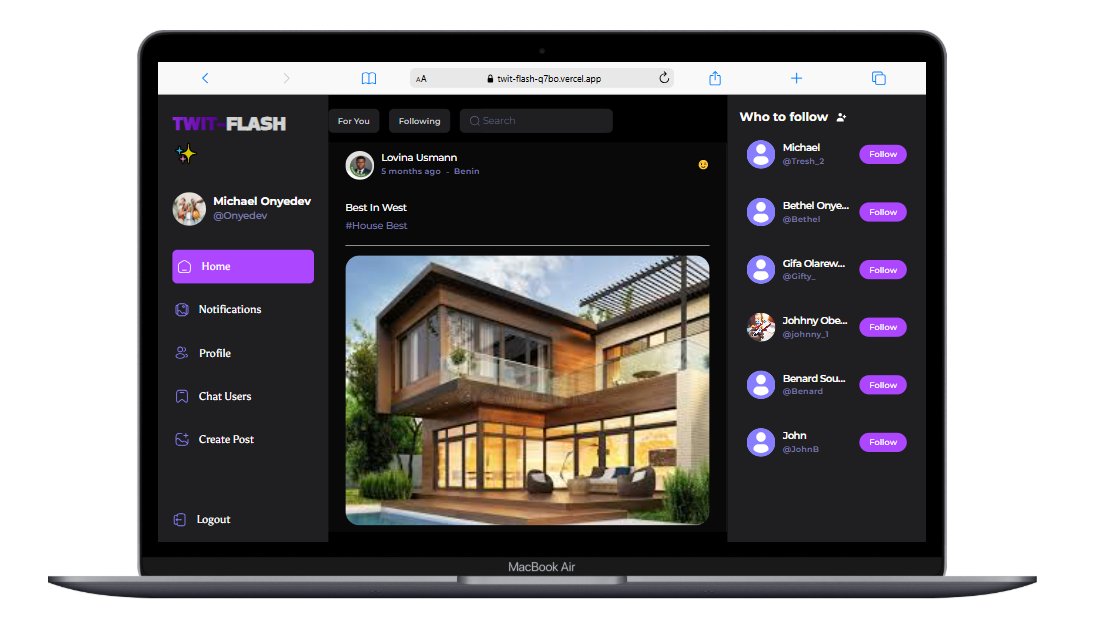 AA twit-flash-q7bo.vercel.app
TWIT-FLASH
Michael Onyedev
@Onyedev
Home
Notifications
Profile
Chat Users
Create Post
Logout
For You
Following
Search
Lovina Usmann
5 months ago - Benin
Best In West
#House Best
Who to follow
Michael
@Tresh_2
Follow
Bethel Onye...
@Bethel
Follow
Gifa Olarew...
@Gifty_
Follow
Johhny Obe...
@johnny_1
Follow
Benard Sou...
@Benard
Follow
John
@JohnB
Follow
MacBook Air